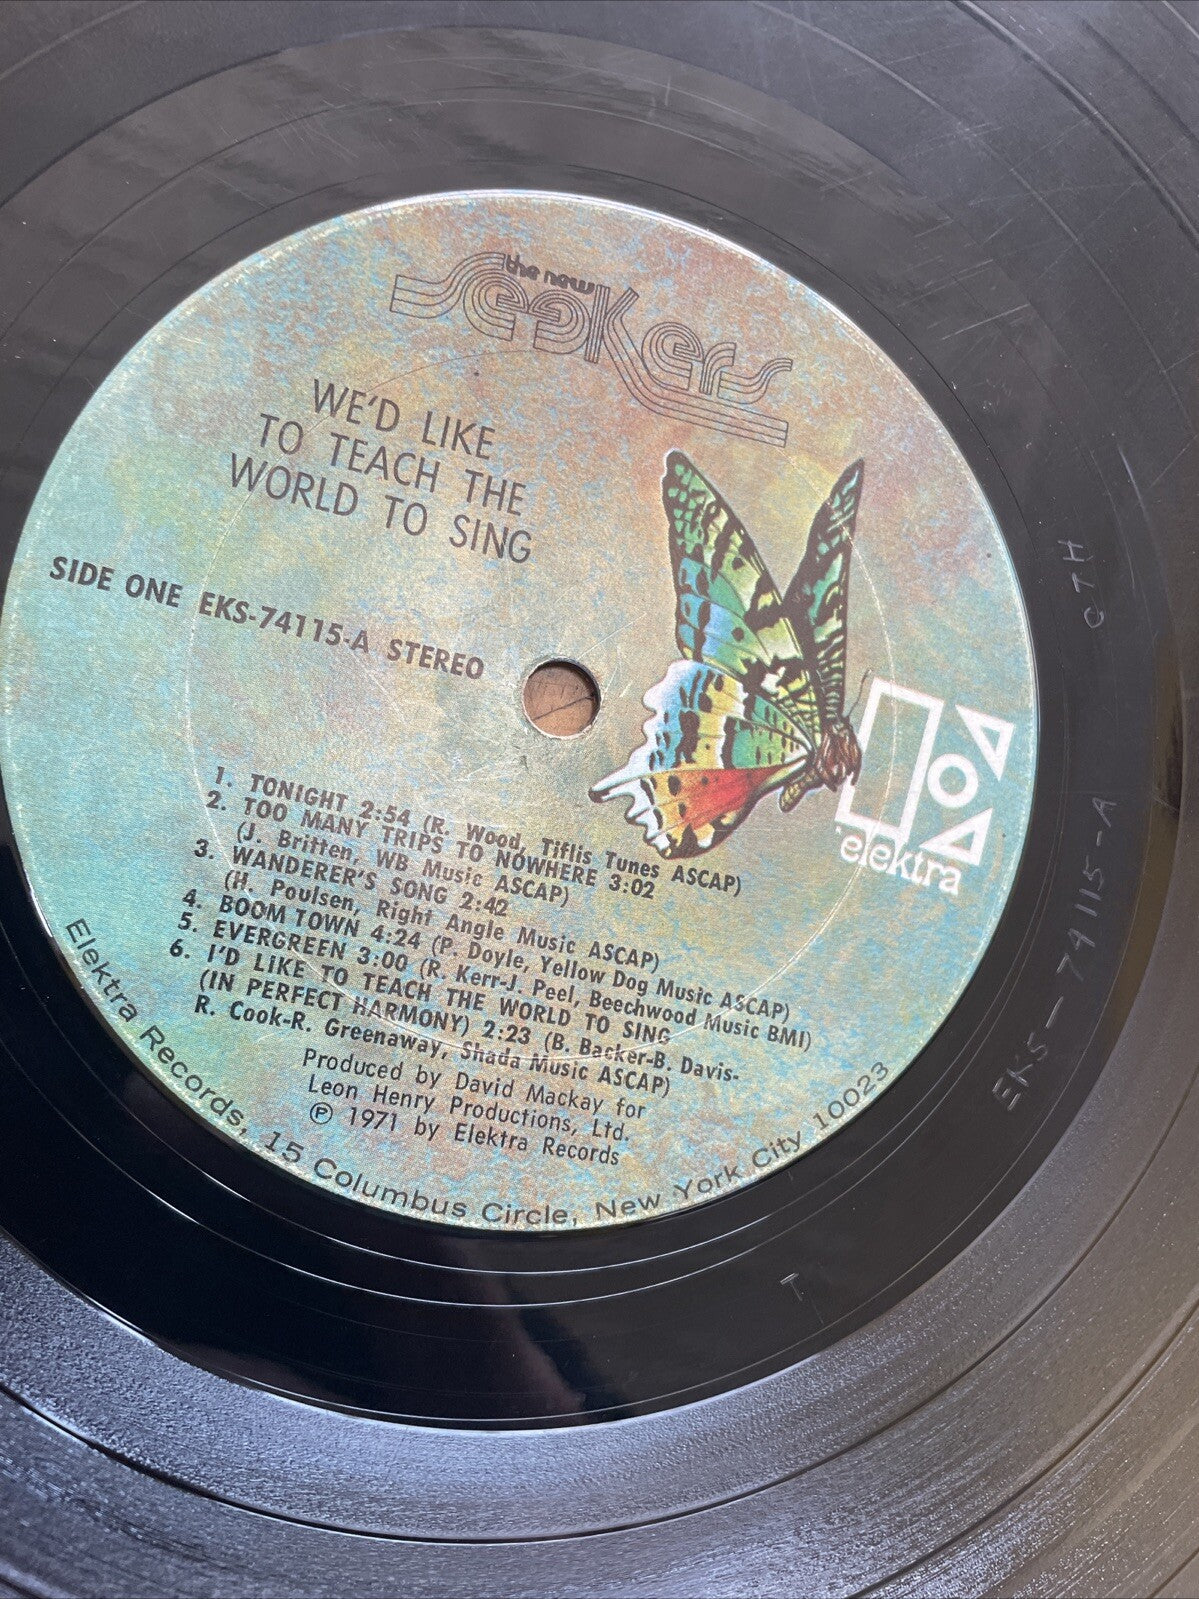 the new
Seekers
WE'D LIKE
TO TEACH THE
WORLD TO SING
SIDE ONE EKS-74115-A STEREO
1. TONIGHT 2:54 (R. Wood, Tiflis Tunes ASCAP)
2. TOO MANY TRIPS TO NOWHERE 3:02
(J. Britten, WB Music ASCAP)
3. WANDERER'S SONG 2:42
(H. Poulsen, Right Angle Music ASCAP)
4. BOOM TOWN 4:24 (P. Doyle, Yellow Dog Music ASCAP)
5. EVERGREEN 3:00 (R. Kerr-J. Peel, Beechwood Music BMI)
6. I'D LIKE TO TEACH THE WORLD TO SING
(IN PERFECT HARMONY) 2:23 (B. Backer-B. Davis-
R. Cook-R. Greenaway, Shada Music ASCAP)
Produced by David Mackay for
Leon Henry Productions, Ltd.
℗ 1971 by Elektra Records
Elektra Records, 15 Columbus Circle, New York City 10023
elektra
EKS-74115-A CTH
T